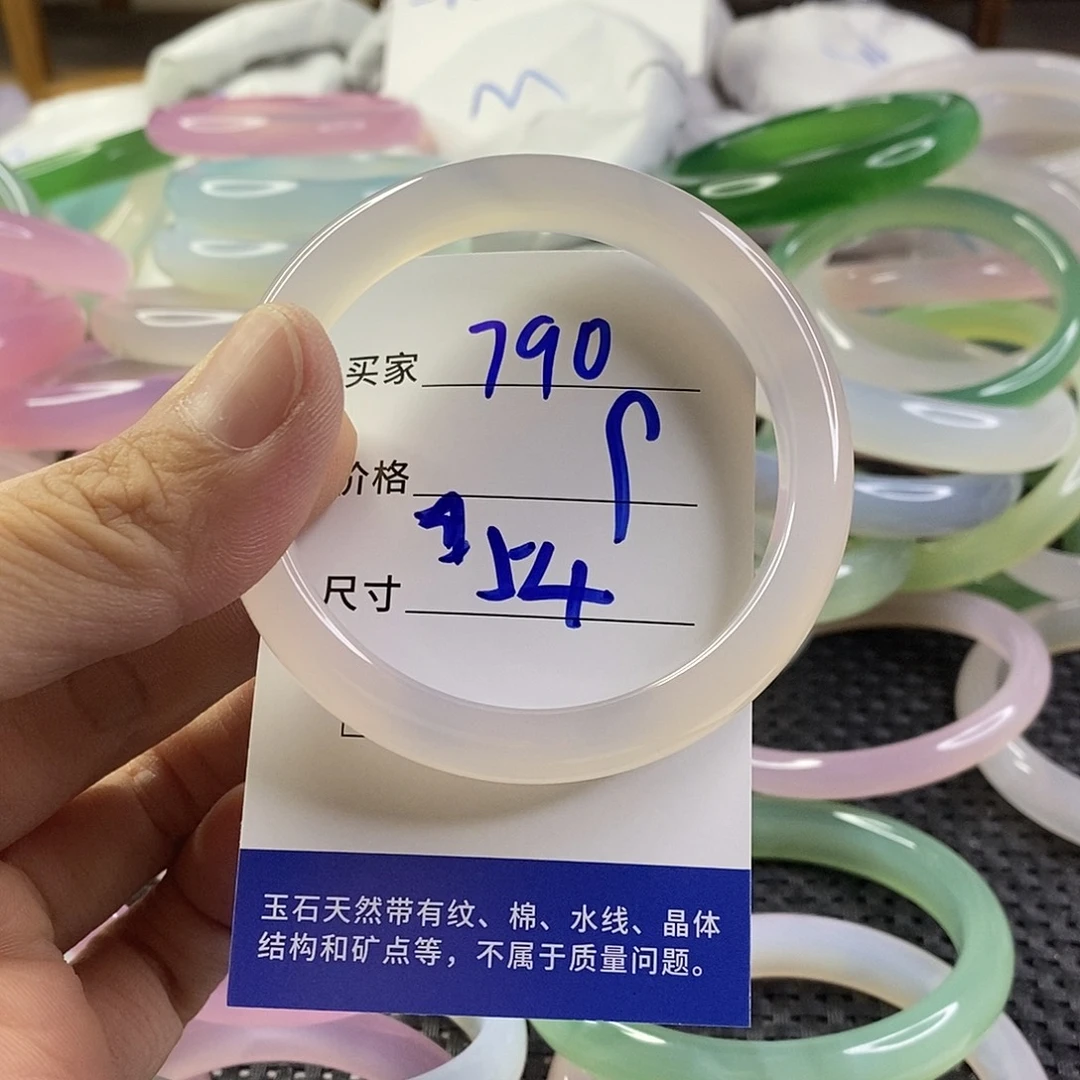 M
买家 790
价格
尺寸 54
玉石天然带有纹、棉、水线、晶体
结构和矿点等，不属于质量问题。